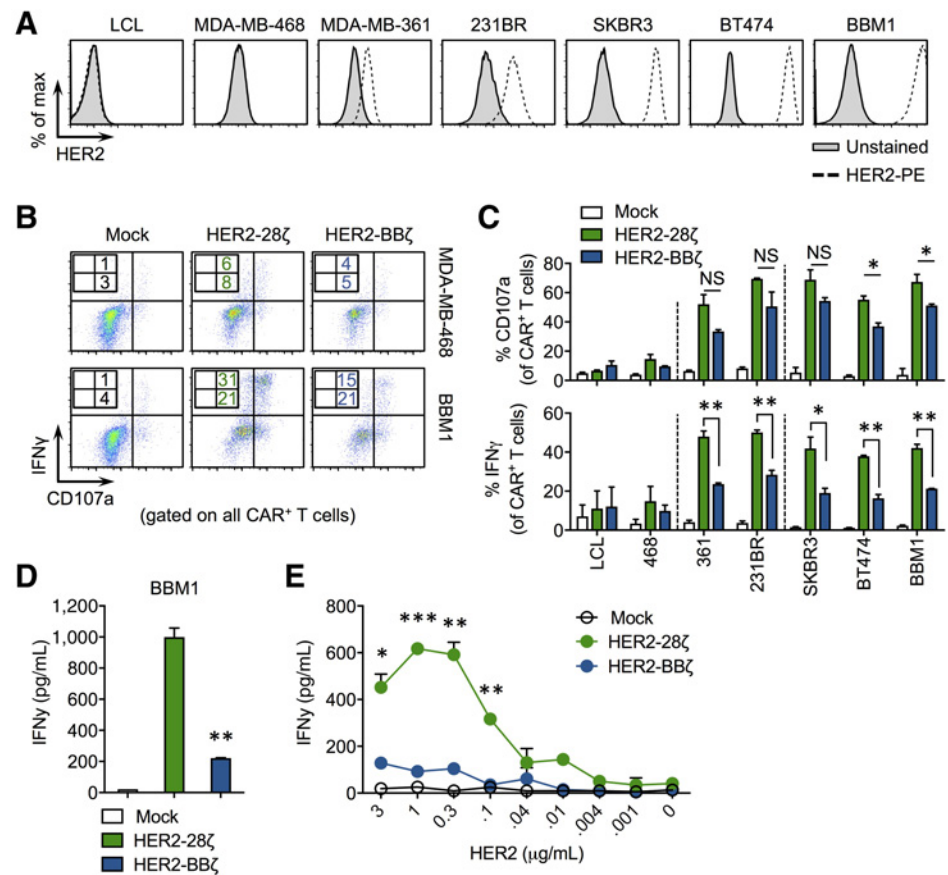 A
LCL MDA-MB-468 MDA-MB-361 231BR SKBR3 BT474 BBM1
% of max
HER2
Unstained
HER2-PE
B
Mock HER2-28ζ HER2-BBζ
1
3
6
8
4
5
MDA-MB-468
1
4
31
21
15
21
BBM1
IFNγ
CD107a
(gated on all CAR+ T cells)
C
Mock
HER2-28ζ
HER2-BBζ
% CD107a
(of CAR+ T cells)
80
60
40
20
0
NS NS NS * *
% IFNγ
(of CAR+ T cells)
60
40
20
0
** ** * ** **
LCL 468 361 231BR SKBR3 BT474 BBM1
D
BBM1
IFNγ (pg/mL)
1,200
1,000
800
600
400
200
0
**
Mock
HER2-28ζ
HER2-BBζ
E
IFNγ (pg/mL)
800
600
400
200
0
* *** ** **
Mock
HER2-28ζ
HER2-BBζ
3 1 0.3 .1 .04 .01 .004 .001 0
HER2 (μg/mL)